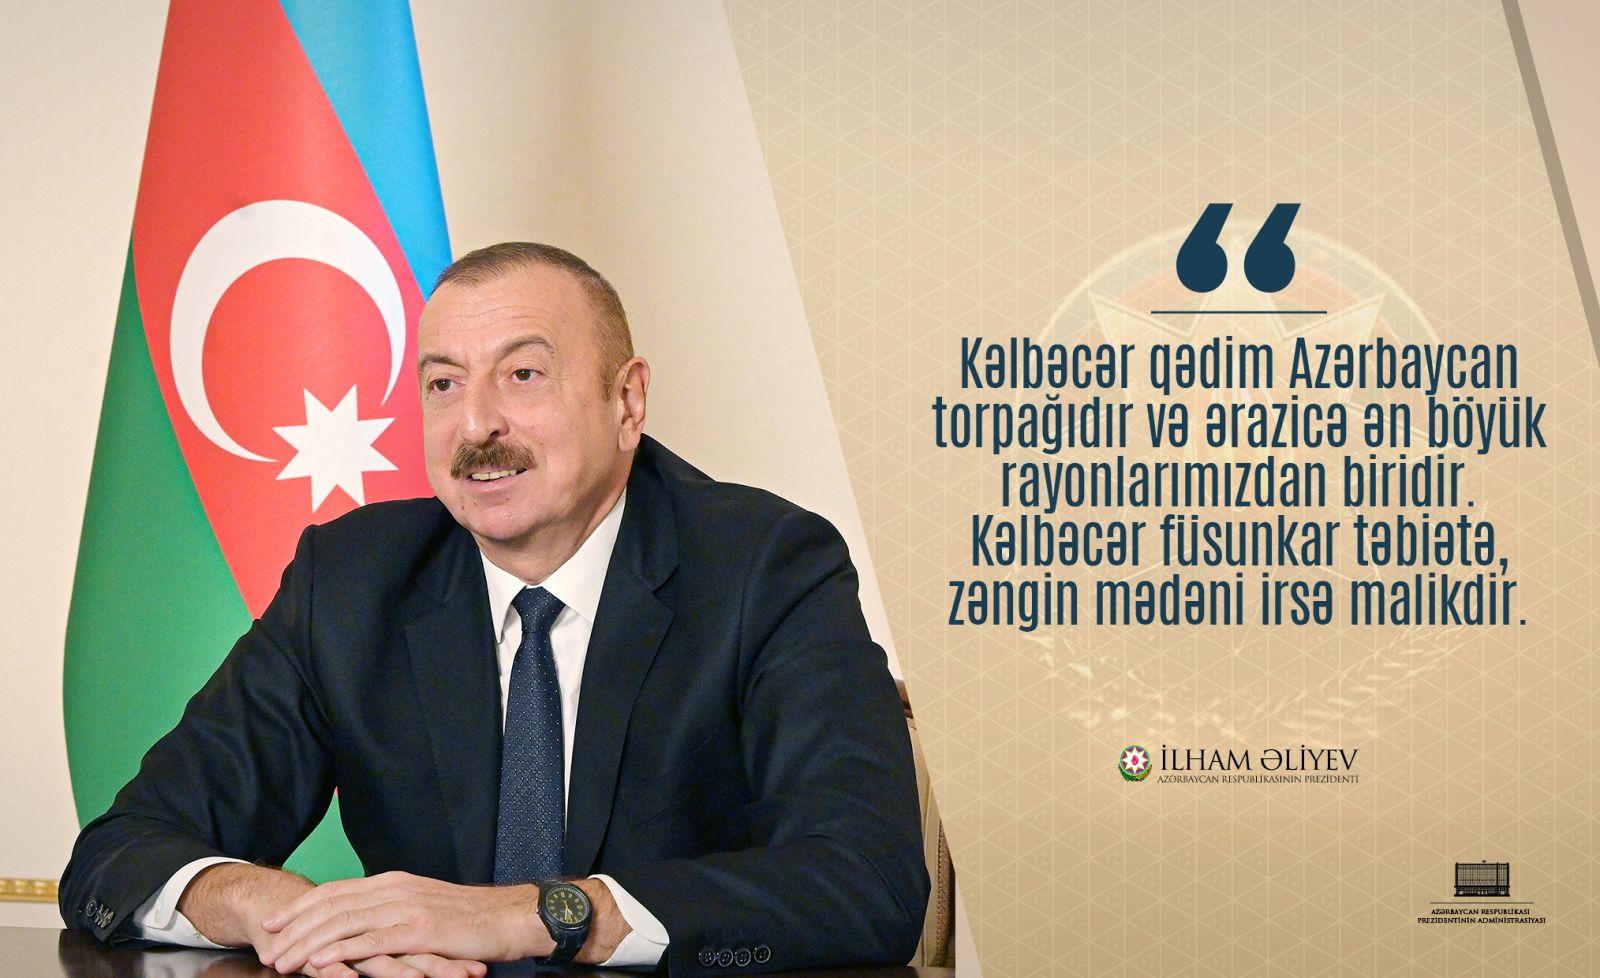 Kəlbəcər qədim Azərbaycan
torpağıdır və ərazicə ən böyük
rayonlarımızdan biridir.
Kəlbəcər füsunkar təbiətə,
zəngin mədəni irsə malikdir.
İLHAM ƏLİYEV
AZƏRBAYCAN RESPUBLİKASININ PREZİDENTİ
AZƏRBAYCAN RESPUBLİKASI
PREZİDENTİNİN ADMİNİSTRASİYASI